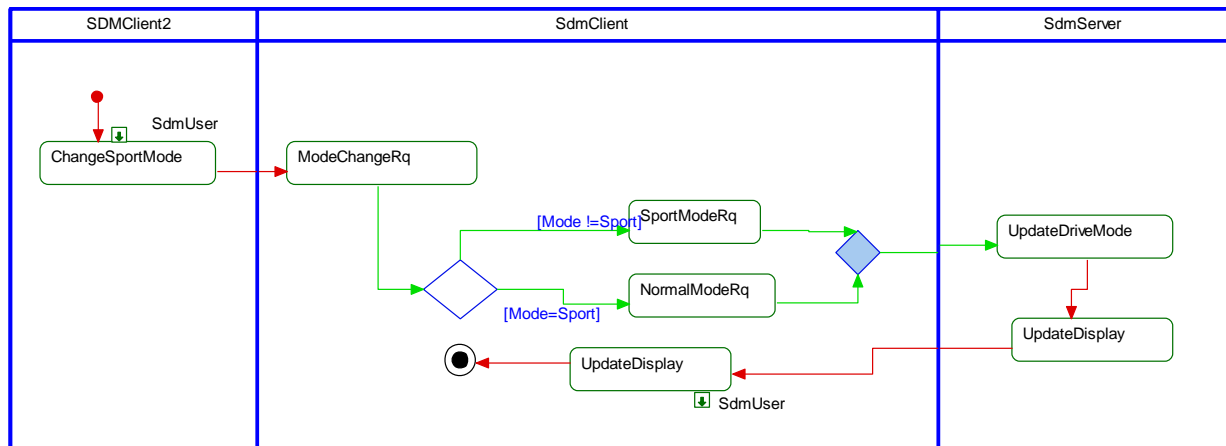 SDMClient2
SdmClient
SdmServer
SdmUser
ChangeSportMode
ModeChangeRq
[Mode !=Sport]
SportModeRq
UpdateDriveMode
NormalModeRq
[Mode=Sport]
UpdateDisplay
UpdateDisplay
SdmUser